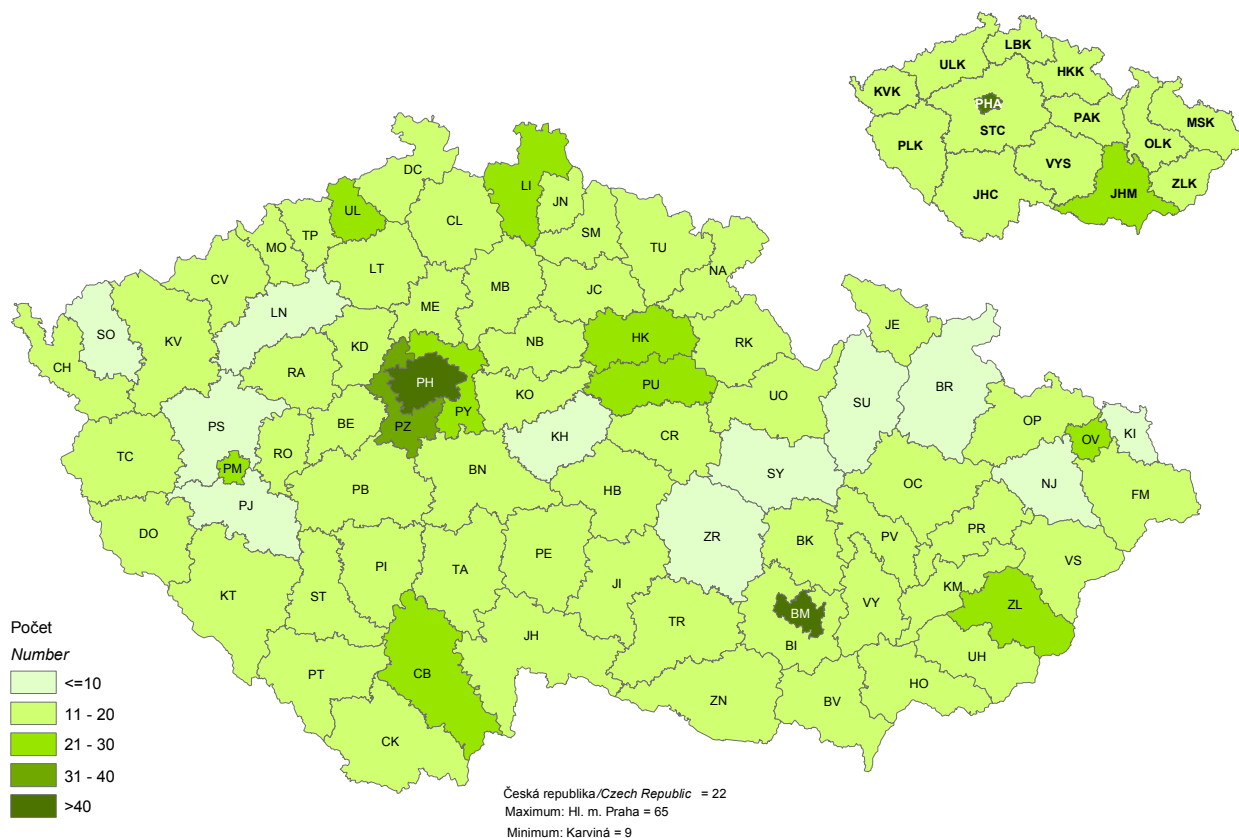 LBK
ULK
HKK
KVK
PHA
PAK
MSK
STC
OLK
PLK
VYS
ZLK
JHC
JHM
DC
LI
JN
UL
CL
SM
TU
TP
MO
NA
CV
LT
MB
JC
ME
LN
SO
KV
HK
JE
NB
RK
KD
CH
RA
PH
BR
PU
SU
KO
UO
PY
OP
BE
PS
PZ
KH
CR
KI
OV
TC
RO
PM
SY
BN
NJ
OC
PB
HB
FM
PJ
PR
DO
ZR
BK
PV
PE
VS
PI
TA
JI
KM
KT
ST
VY
ZL
BM
TR
JH
BI
UH
PT
CB
HO
ZN
BV
CK
Počet
Number
<=10
11 - 20
21 - 30
31 - 40
>40
Česká republika/Czech Republic = 22
Maximum: Hl. m. Praha = 65
Minimum: Karviná = 9